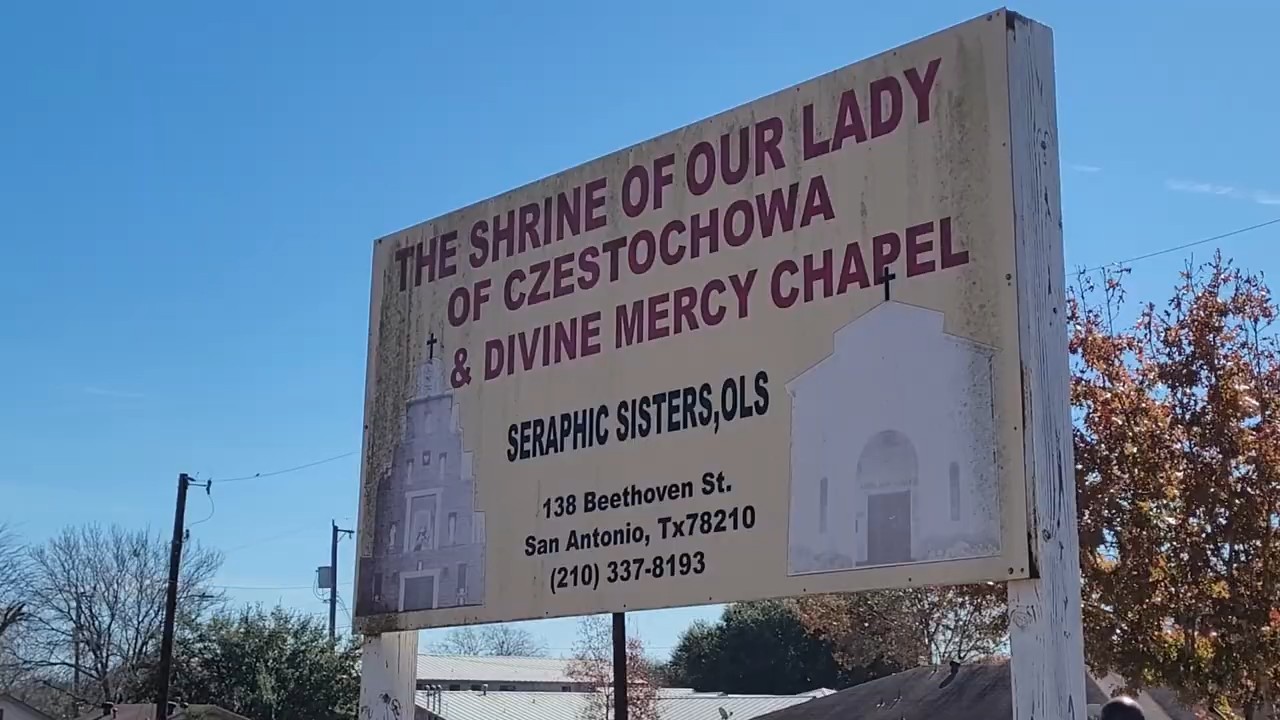 THE SHRINE OF OUR LADY
OF CZESTOCHOWA
& DIVINE MERCY CHAPEL
SERAPHIC SISTERS,OLS
138 Beethoven St.
San Antonio, Tx78210
(210) 337-8193